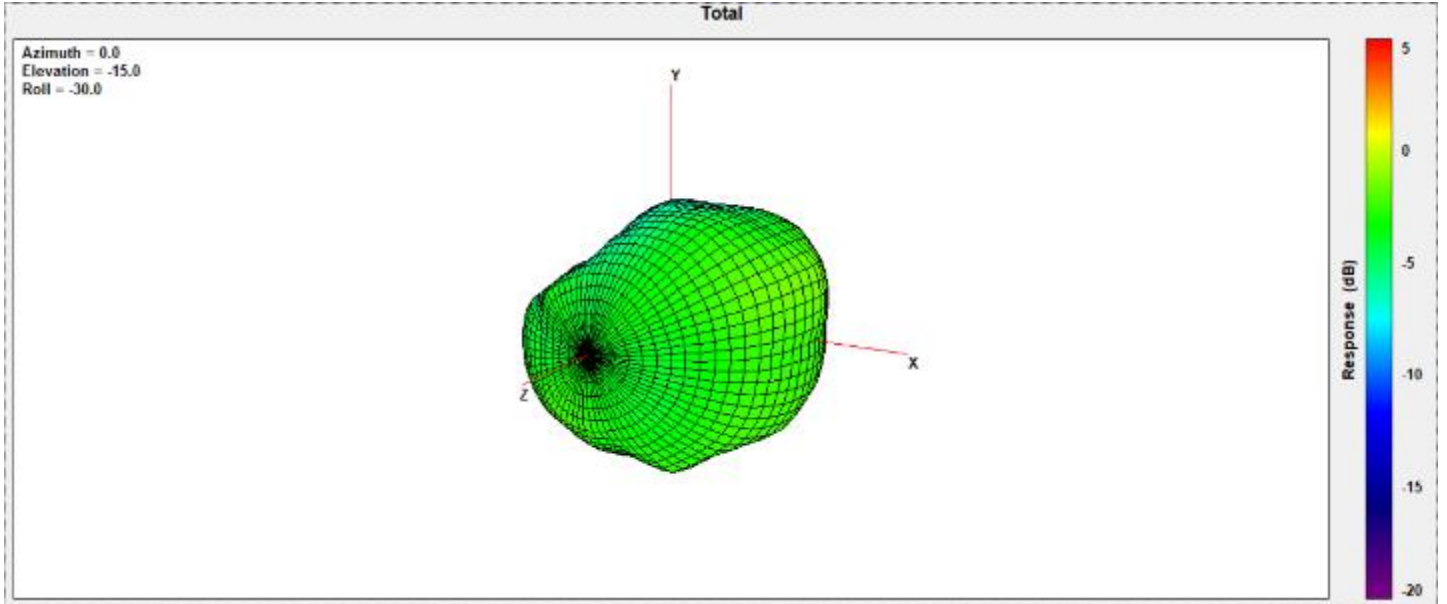 Total
Azimuth = 0.0
Elevation = -15.0
Roll = -30.0
Y
X
Z
5
0
-5
-10
-15
-20
Response (dB)